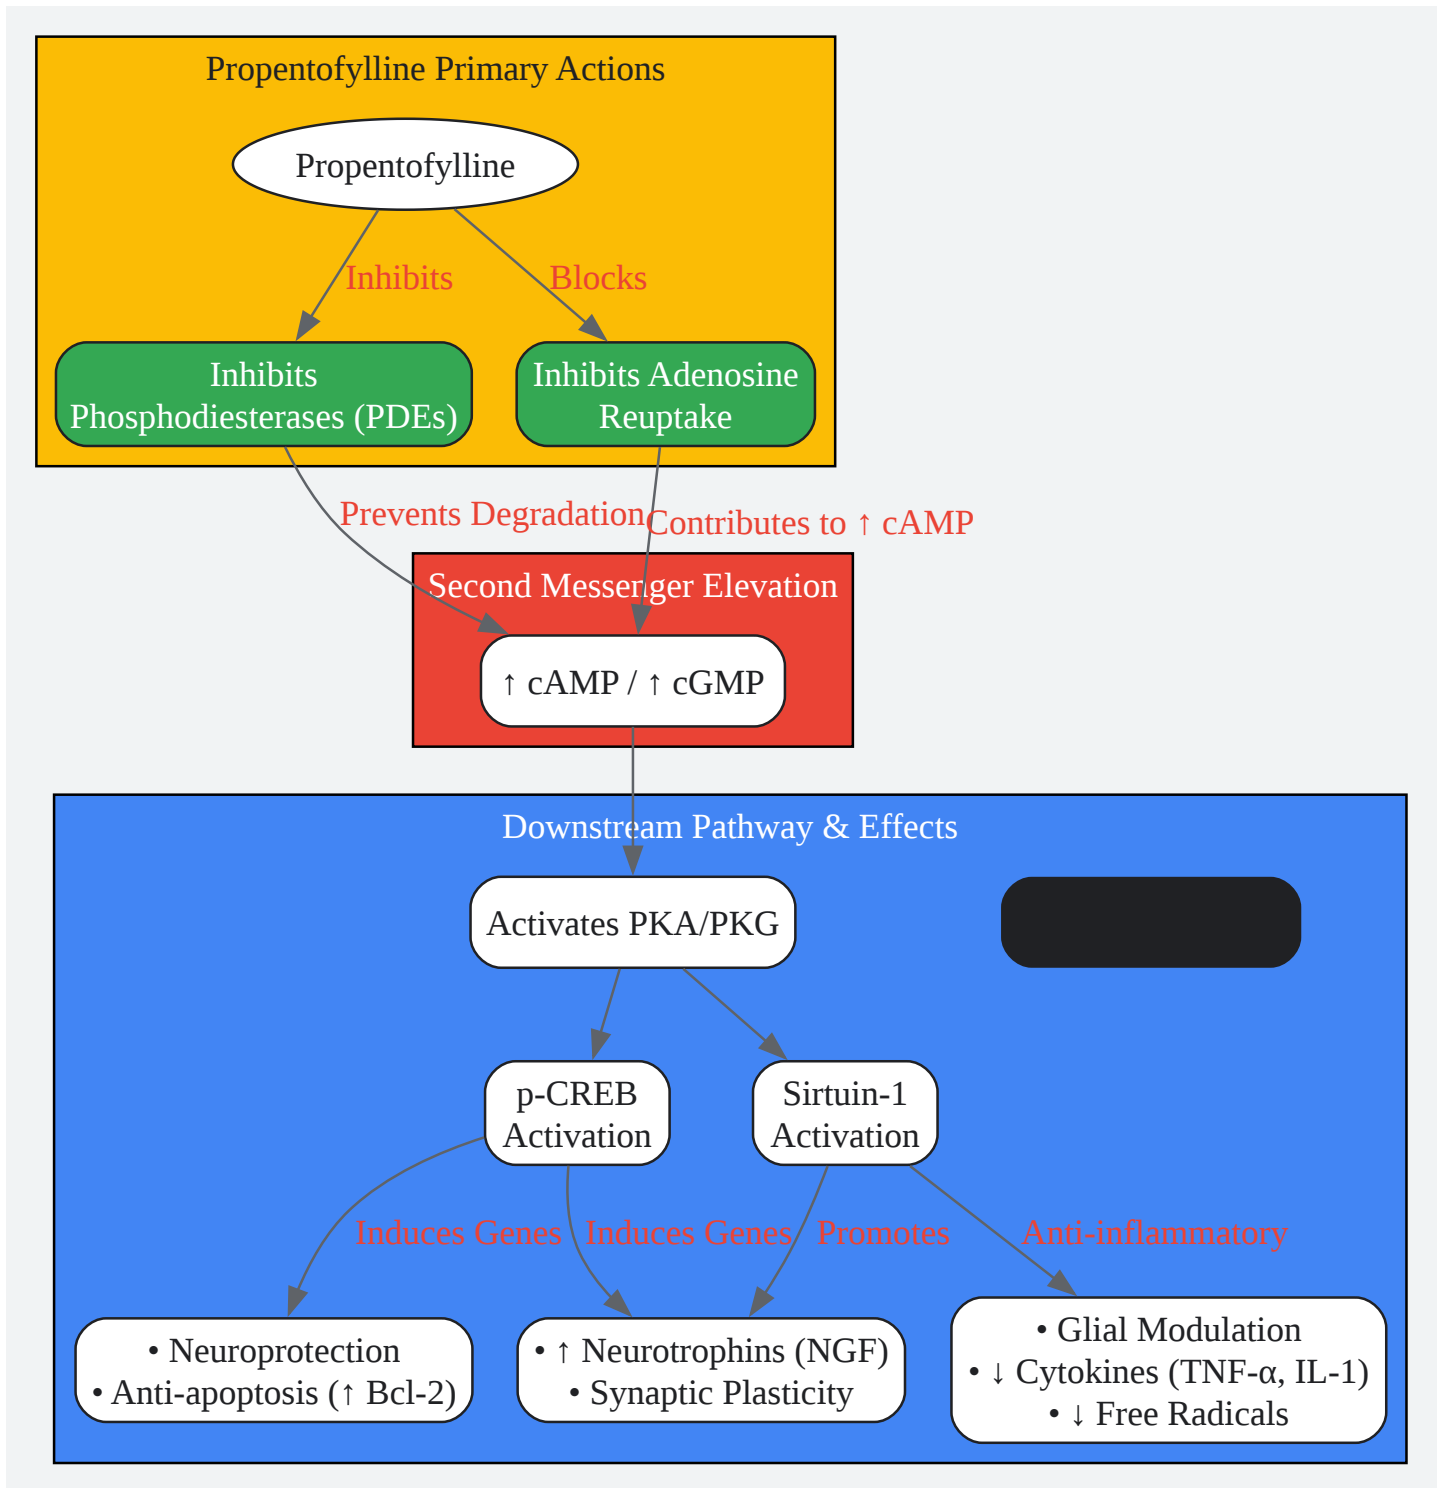 Propentofylline Primary Actions
Propentofylline
Inhibits
Blocks
Inhibits
Phosphodiesterases (PDEs)
Inhibits Adenosine
Reuptake
Prevents Degradation
Contributes to ↑ cAMP
Second Messenger Elevation
↑ cAMP / ↑ cGMP
Downstream Pathway & Effects
Activates PKA/PKG
p-CREB
Activation
Sirtuin-1
Activation
Induces Genes
Induces Genes
Promotes
Anti-inflammatory
• Neuroprotection
• Anti-apoptosis (↑ Bcl-2)
• ↑ Neurotrophins (NGF)
• Synaptic Plasticity
• Glial Modulation
• ↓ Cytokines (TNF-α, IL-1)
• ↓ Free Radicals